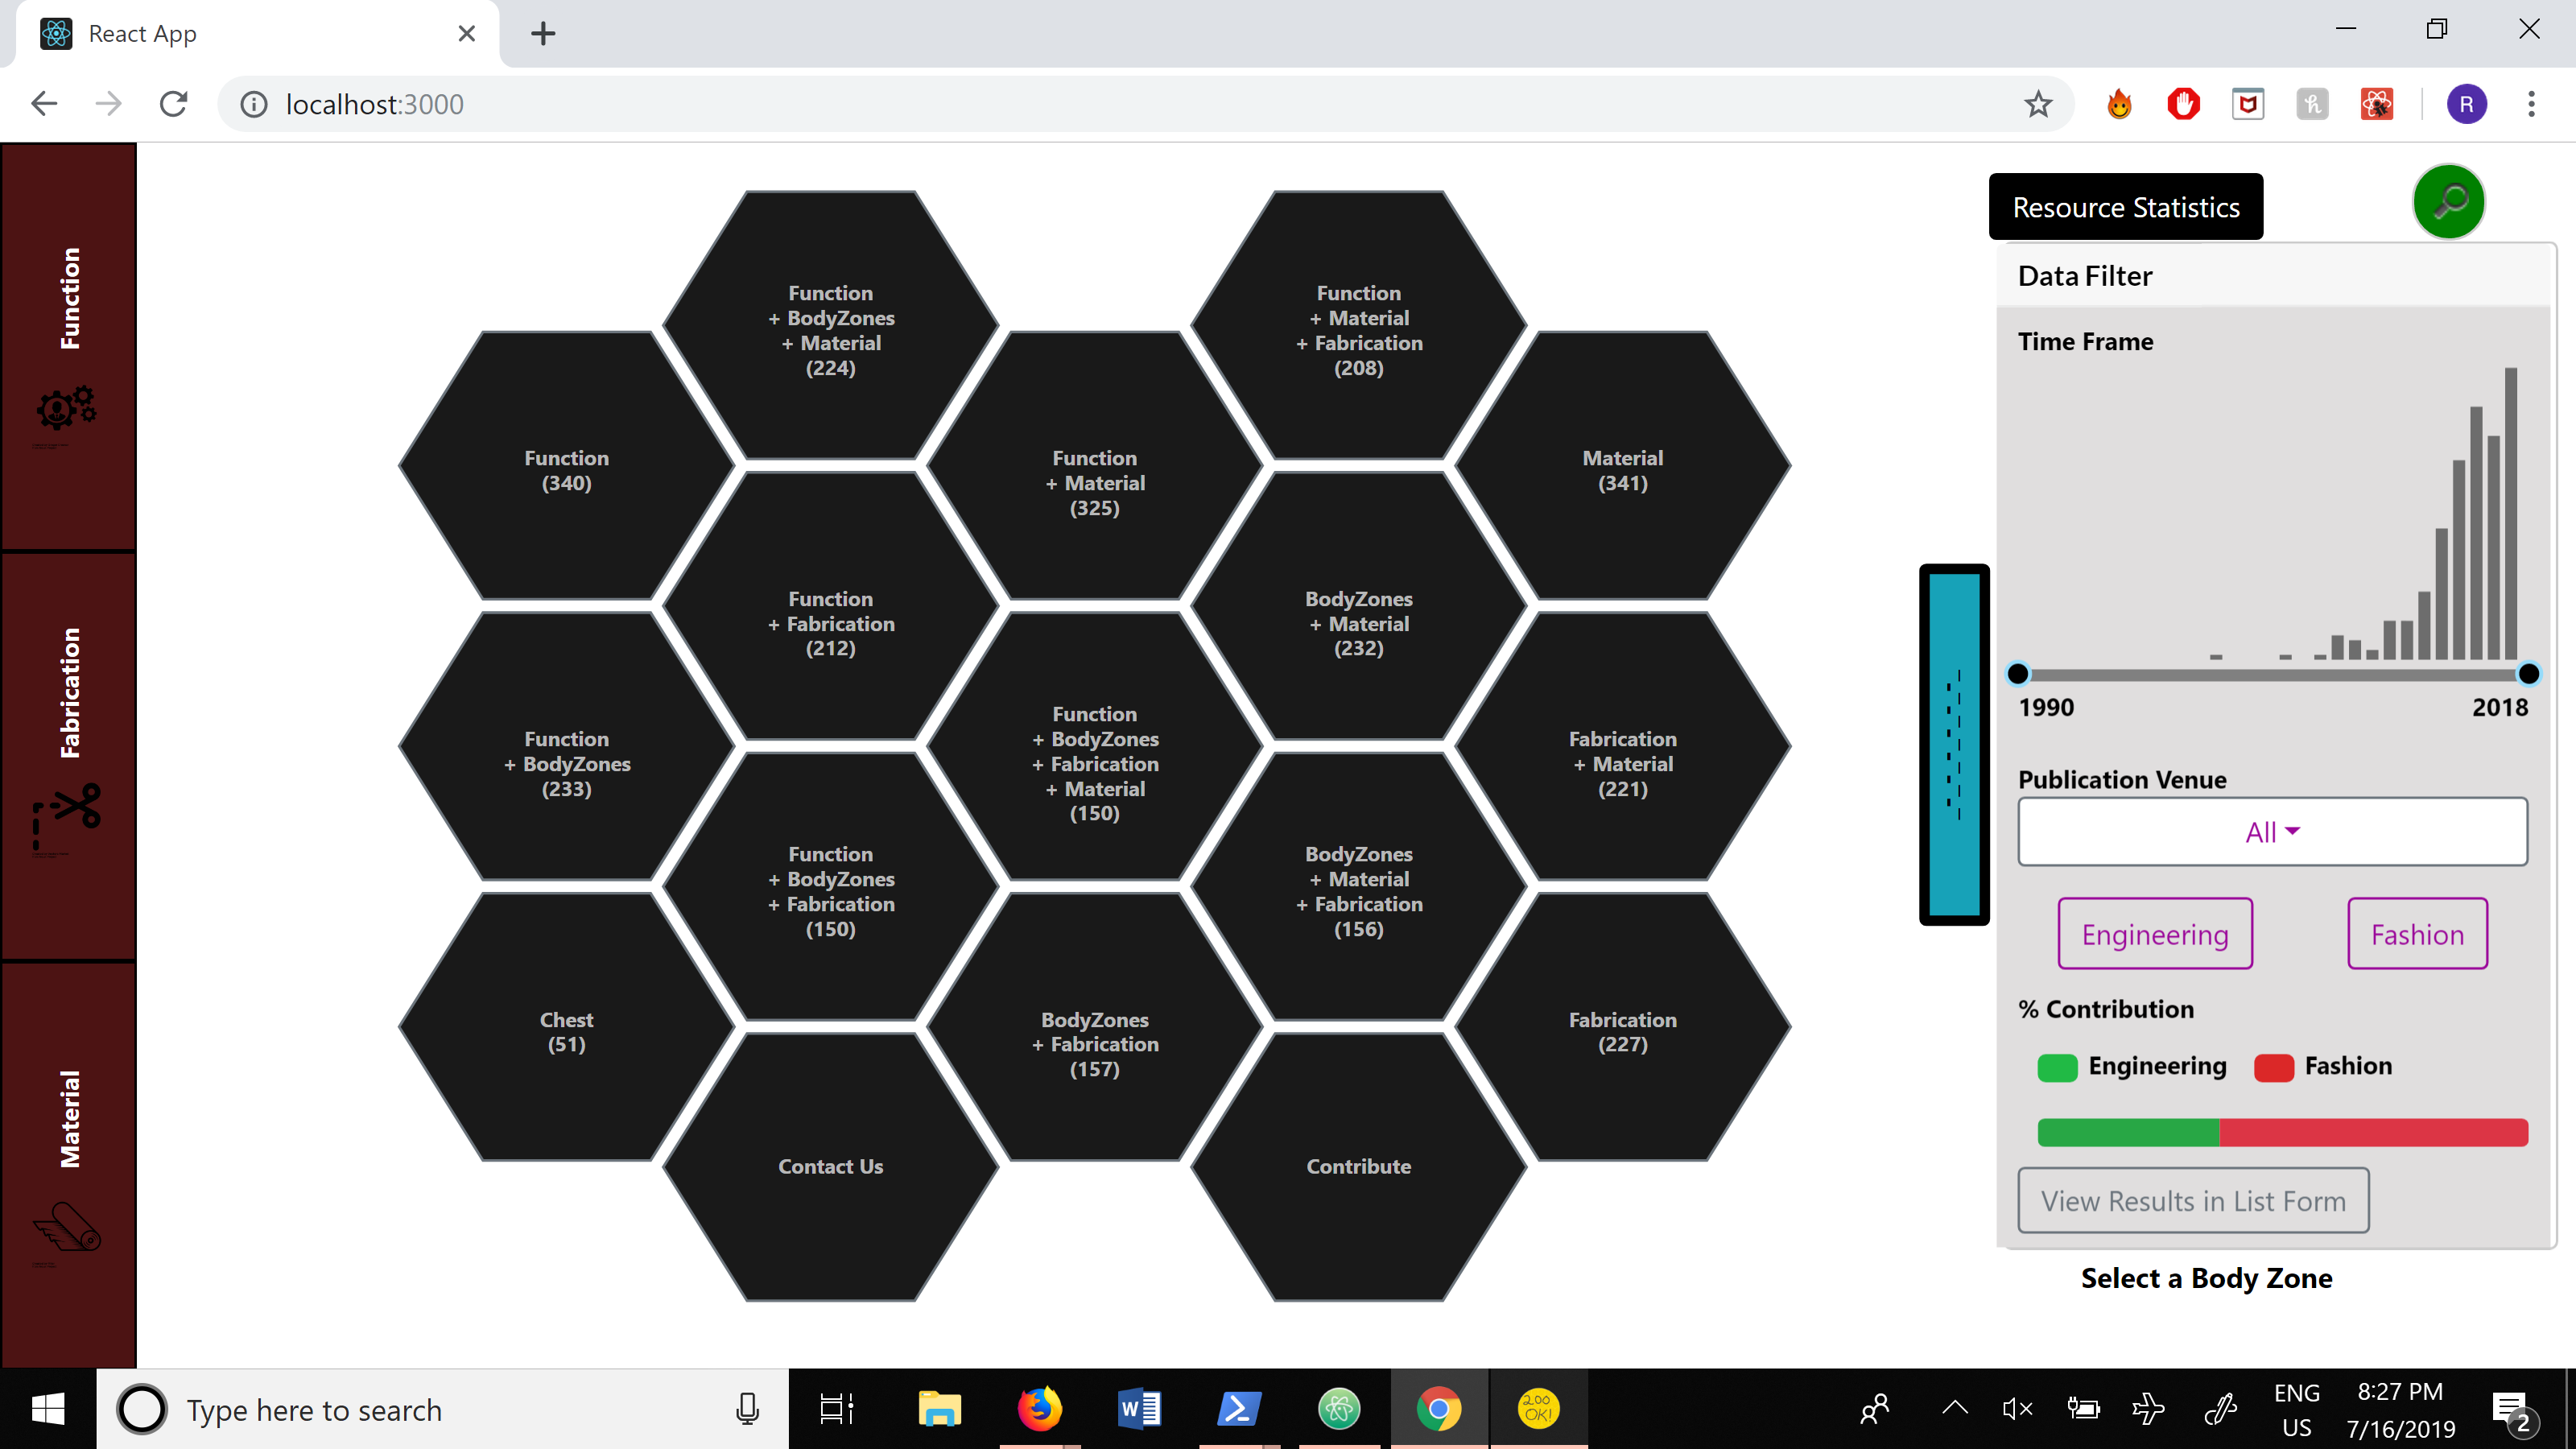 React App
localhost:3000
Function
Fabrication
Material
Function
+ BodyZones
+ Material
(224)
Function
+ Material
+ Fabrication
(208)
Function
(340)
Function
+ Material
(325)
Material
(341)
Function
+ Fabrication
(212)
BodyZones
+ Material
(232)
Function
+ BodyZones
(233)
Function
+ BodyZones
+ Fabrication
+ Material
(150)
Fabrication
+ Material
(221)
Function
+ BodyZones
+ Fabrication
(150)
BodyZones
+ Material
+ Fabrication
(156)
Chest
(51)
BodyZones
+ Fabrication
(157)
Fabrication
(227)
Contact Us
Contribute
Resource Statistics
Data Filter
Time Frame
1990 2018
Publication Venue
All
Engineering Fashion
% Contribution
Engineering Fashion
View Results in List Form
Select a Body Zone
R
h
Type here to search
W
200
OK!
ENG
US
8:27 PM
7/16/2019
2